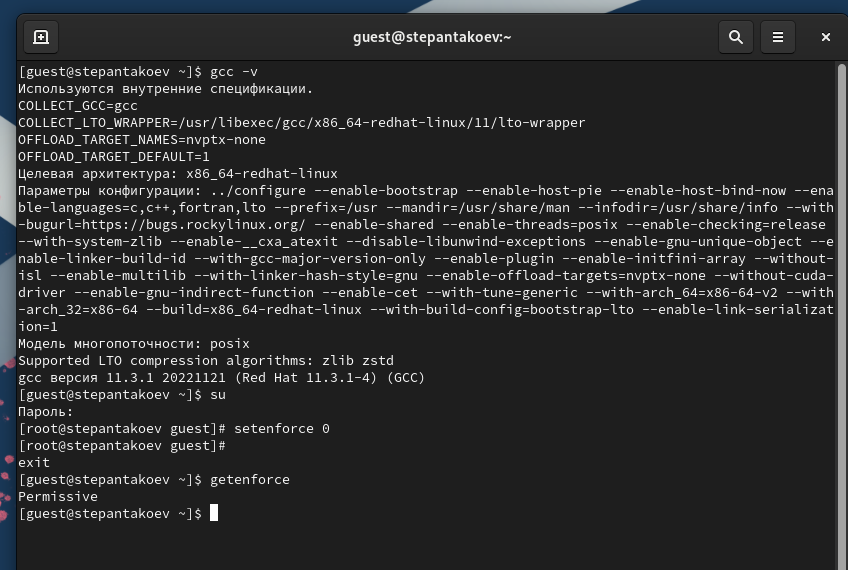 guest@stepantakoev:~
[guest@stepantakoev ~]$ gcc -v
Используются внутренние спецификации.
COLLECT_GCC=gcc
COLLECT_LTO_WRAPPER=/usr/libexec/gcc/x86_64-redhat-linux/11/lto-wrapper
OFFLOAD_TARGET_NAMES=nvptx-none
OFFLOAD_TARGET_DEFAULT=1
Целевая архитектура: x86_64-redhat-linux
Параметры конфигурации: ../configure --enable-bootstrap --enable-host-pie --enable-host-bind-now --ena
ble-languages=c,c++,fortran,lto --prefix=/usr --mandir=/usr/share/man --infodir=/usr/share/info --with
-bugurl=https://bugs.rockylinux.org/ --enable-shared --enable-threads=posix --enable-checking=release
--with-system-zlib --enable-__cxa_atexit --disable-libunwind-exceptions --enable-gnu-unique-object --e
nable-linker-build-id --with-gcc-major-version-only --enable-plugin --enable-initfini-array --without-
isl --enable-multilib --with-linker-hash-style=gnu --enable-offload-targets=nvptx-none --without-cuda-
driver --enable-gnu-indirect-function --enable-cet --with-tune=generic --with-arch_64=x86-64-v2 --with
-arch_32=x86-64 --build=x86_64-redhat-linux --with-build-config=bootstrap-lto --enable-link-serializat
ion=1
Модель многопоточности: posix
Supported LTO compression algorithms: zlib zstd
gcc версия 11.3.1 20221121 (Red Hat 11.3.1-4) (GCC)
[guest@stepantakoev ~]$ su
Пароль:
[root@stepantakoev guest]# setenforce 0
[root@stepantakoev guest]#
exit
[guest@stepantakoev ~]$ getenforce
Permissive
[guest@stepantakoev ~]$